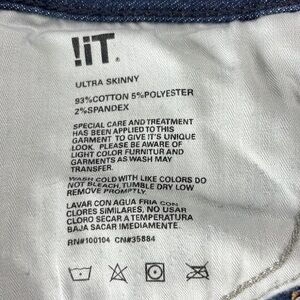 !iT.
ULTRA SKINNY
93%COTTON 5%POLYESTER
2%SPANDEX
SPECIAL CARE AND TREATMENT
HAS BEEN APPLIED TO THIS
GARMENT TO GIVE IT'S UNIQUE
LOOK. PLEASE BE AWARE OF
LIGHT COLOR FURNITUR AND
GARMENTS AS WASH MAY
TRANSFER.
WASH COLD WITH LIKE COLORS DO
NOT BLEACH, TUMBLE DRY LOW
REMOVE PROMPTLY.
LAVAR CON AGUA FRIA CON
CLORES SIMILARES, NO USAR
CLORO SECAR A TEMPERATURA
BAJA SACAR IMEDIAMENTE.
RN#100104 CN#35884